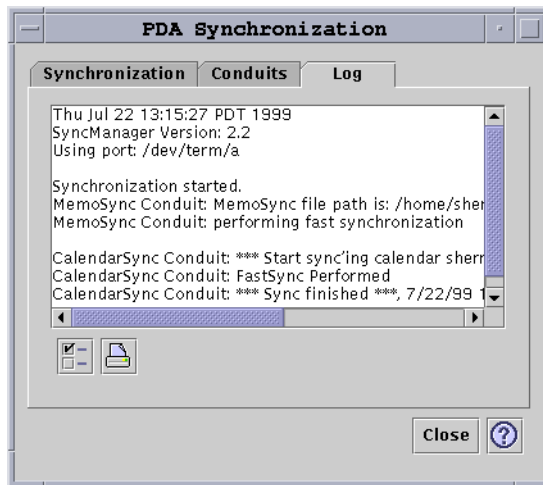 PDA Synchronization
Synchronization Conduits Log
Thu Jul 22 13:15:27 PDT 1999
SyncManager Version: 2.2
Using port: /dev/term/a
Synchronization started.
MemoSync Conduit: MemoSync file path is: /home/sher
MemoSync Conduit: performing fast synchronization
CalendarSync Conduit: *** Start sync'ing calendar sherr
CalendarSync Conduit: FastSync Performed
CalendarSync Conduit: *** Sync finished ***, 7/22/99 1
Close